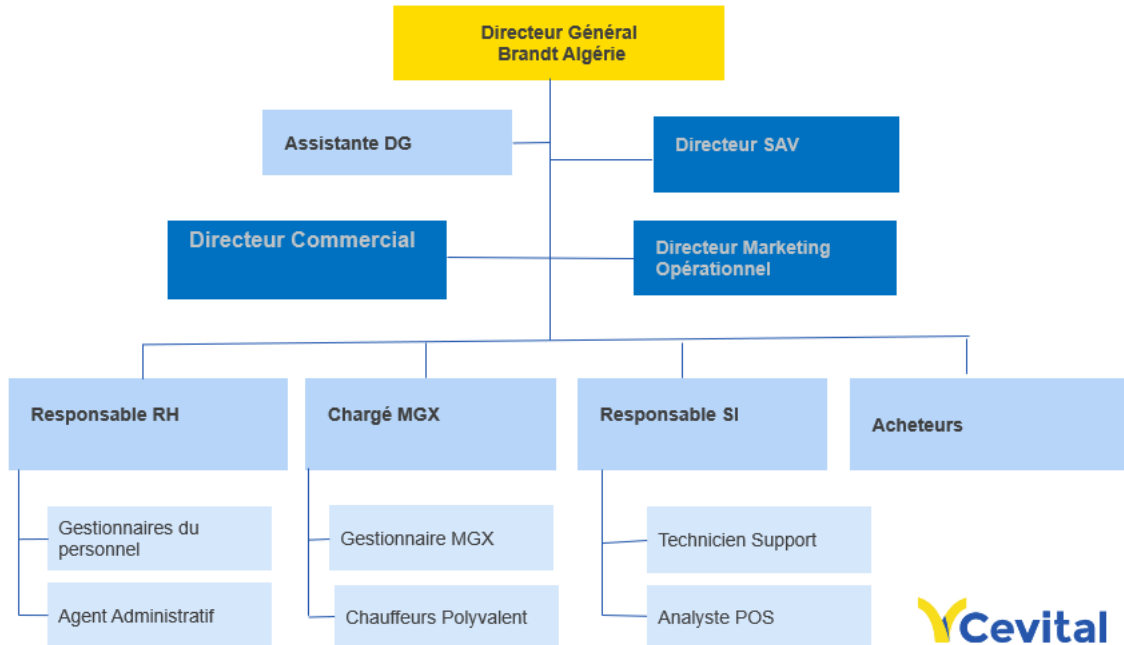 Directeur Général
Brandt Algérie
Assistante DG
Directeur SAV
Directeur Commercial
Directeur Marketing
Opérationnel
Responsable RH
Chargé MGX
Responsable SI
Acheteurs
Gestionnaires du
personnel
Gestionnaire MGX
Technicien Support
Agent Administratif
Chauffeurs Polyvalent
Analyste POS
Cevital